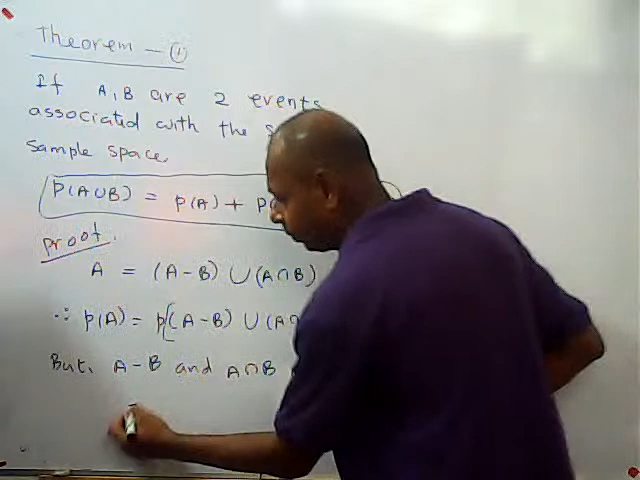 Theorem - ①
If A, B are 2 events
associated with the
Sample space
P(A∪B) = P(A) +
proof.
A = (A-B) ∪ (A∩B)
∴ P(A) = P[(A-B) ∪ (A∩
But, A-B and A∩B